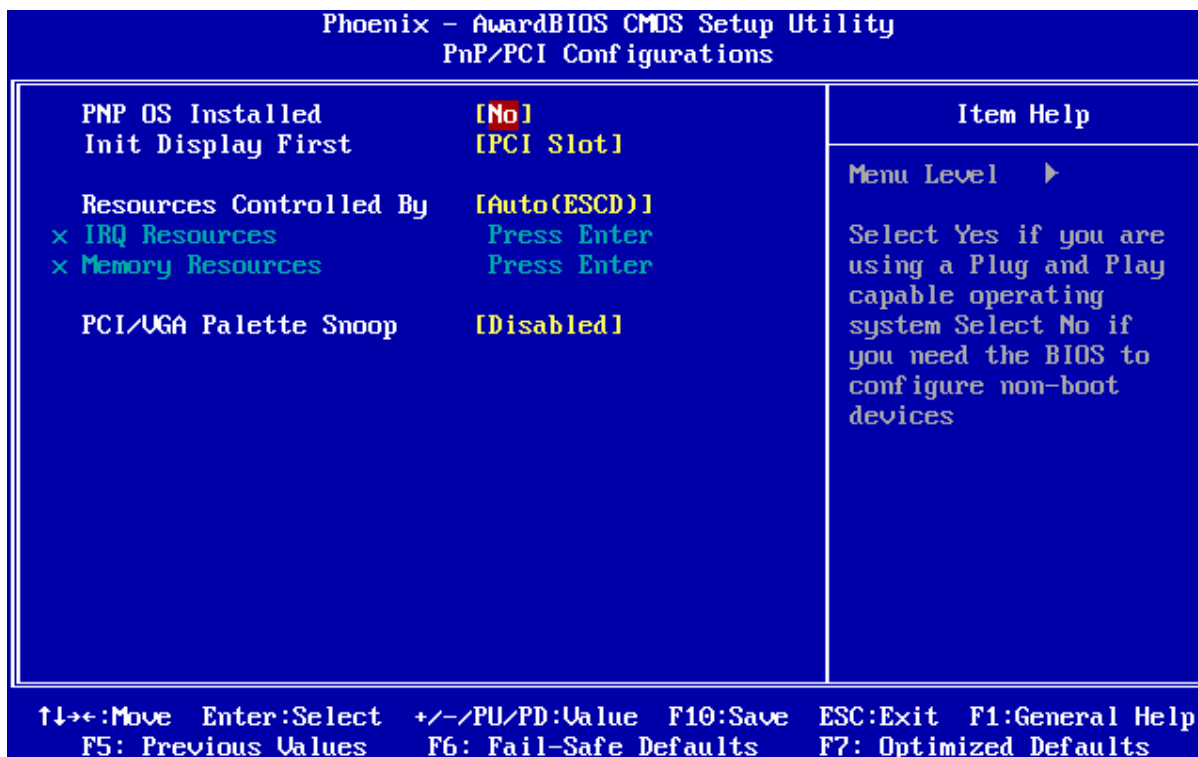 Phoenix - AwardBIOS CMOS Setup Utility
PnP/PCI Configurations
PNP OS Installed [No]
Init Display First [PCI Slot]
Resources Controlled By [Auto(ESCD)]
x IRQ Resources Press Enter
x Memory Resources Press Enter
PCI/VGA Palette Snoop [Disabled]
Item Help
Menu Level ▶
Select Yes if you are
using a Plug and Play
capable operating
system Select No if
you need the BIOS to
configure non-boot
devices
↑↓→←:Move Enter:Select +/-/PU/PD:Value F10:Save ESC:Exit F1:General Help
F5: Previous Values F6: Fail-Safe Defaults F7: Optimized Defaults